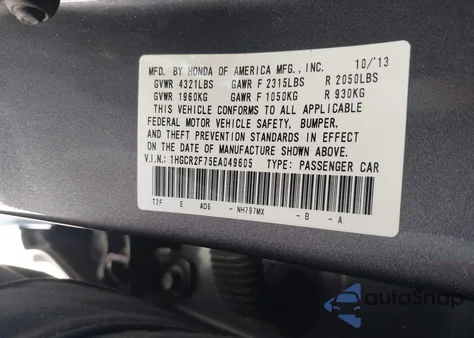 MFD. BY HONDA OF AMERICA MFG., INC. 10/'13
GVWR 4321LBS GAWR F 2315LBS R 2050LBS
GVWR 1960KG GAWR F 1050KG R 930KG
THIS VEHICLE CONFORMS TO ALL APPLICABLE
FEDERAL MOTOR VEHICLE SAFETY, BUMPER,
AND THEFT PREVENTION STANDARDS IN EFFECT
ON THE DATE OF MANUFACTURE SHOWN ABOVE.
V.I.N.: 1HGCR2F75EA049605 TYPE: PASSENGER CAR
T2F E AD6 - NH797MX - B - A
autoSnap